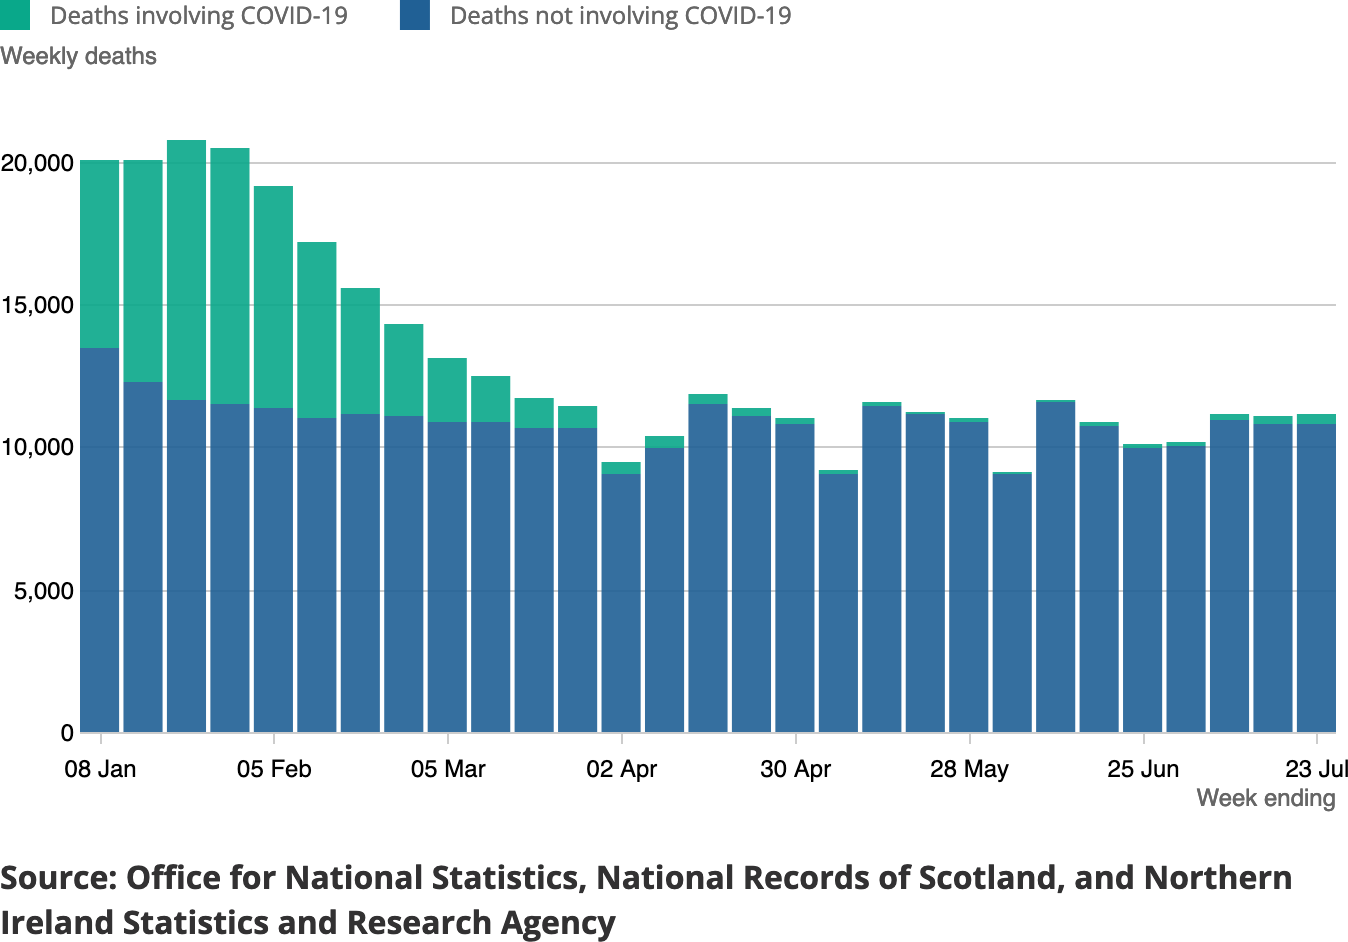 Deaths involving COVID-19 Deaths not involving COVID-19
Weekly deaths
20,000
15,000
10,000
5,000
0
08 Jan 05 Feb 05 Mar 02 Apr 30 Apr 28 May 25 Jun 23 Jul
Week ending
Source: Office for National Statistics, National Records of Scotland, and Northern
Ireland Statistics and Research Agency